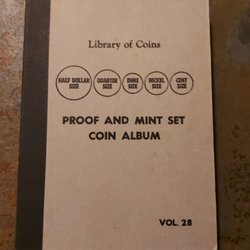 Library of Coins
HALF DOLLAR SIZE
QUARTER SIZE
DIME SIZE
NICKEL SIZE
CENT SIZE
PROOF AND MINT SET
COIN ALBUM
VOL. 28